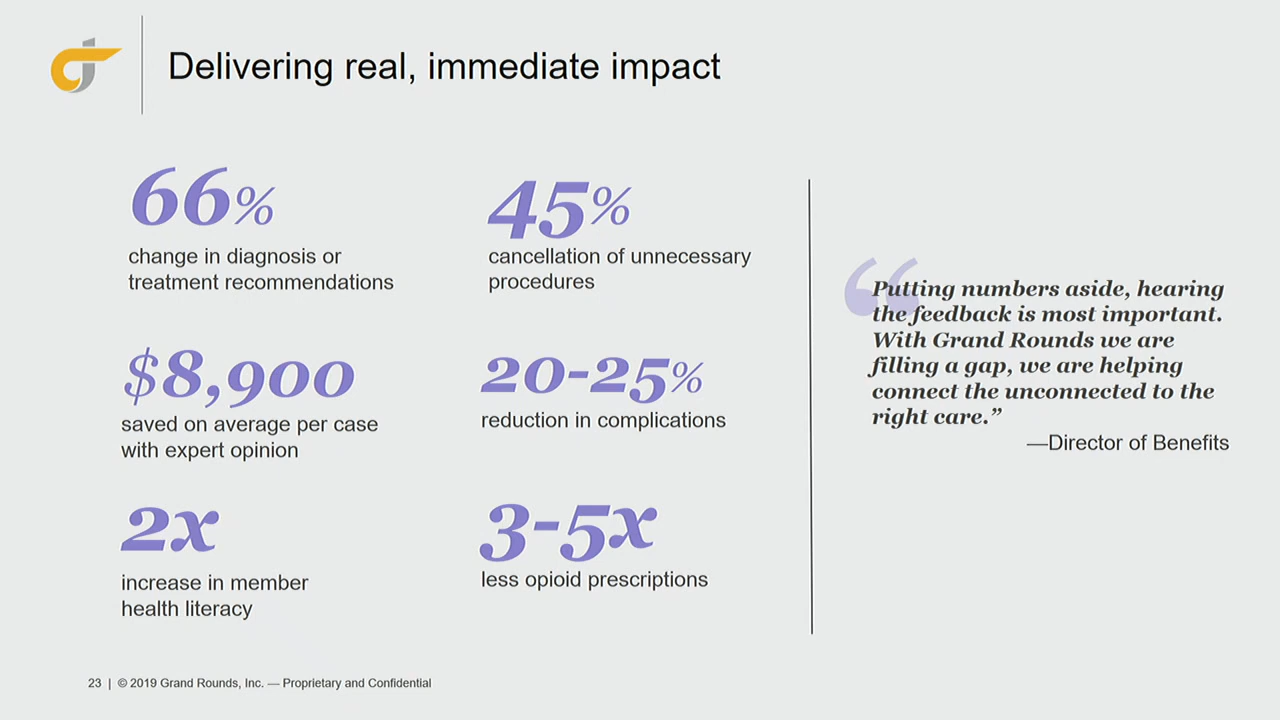 Delivering real, immediate impact
66%
change in diagnosis or
treatment recommendations
45%
cancellation of unnecessary
procedures
$8,900
saved on average per case
with expert opinion
20-25%
reduction in complications
2x
increase in member
health literacy
3-5x
less opioid prescriptions
“Putting numbers aside, hearing
the feedback is most important.
With Grand Rounds we are
filling a gap, we are helping
connect the unconnected to the
right care.”
—Director of Benefits
23 | © 2019 Grand Rounds, Inc. — Proprietary and Confidential